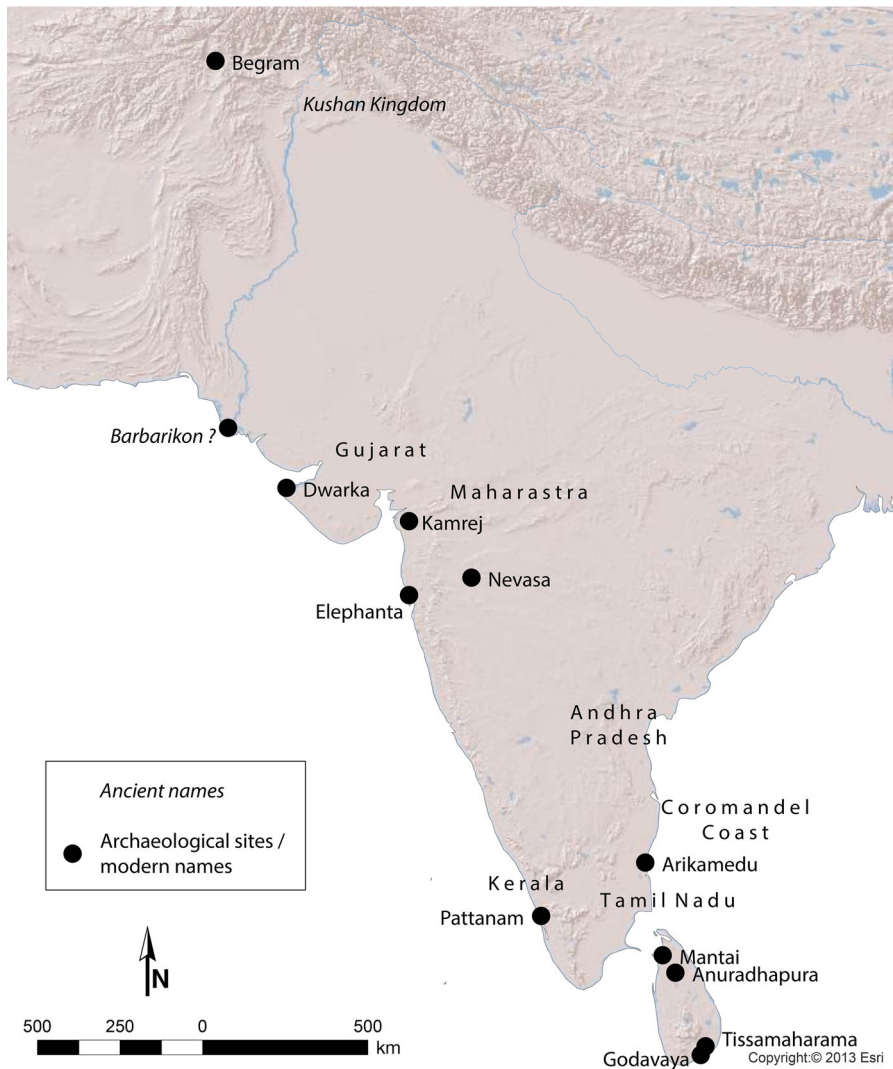 Begram
Kushan Kingdom
Barbarikon ?
Gujarat
Dwarka
Maharastra
Kamrej
Nevasa
Elephanta
Andhra
Pradesh
Ancient names
Archaeological sites /
modern names
Coromandel
Coast
Arikamedu
Kerala
Tamil Nadu
Pattanam
Mantai
Anuradhapura
N
500 250 0 500
km
Tissamaharama
Godavaya
Copyright:© 2013 Esri